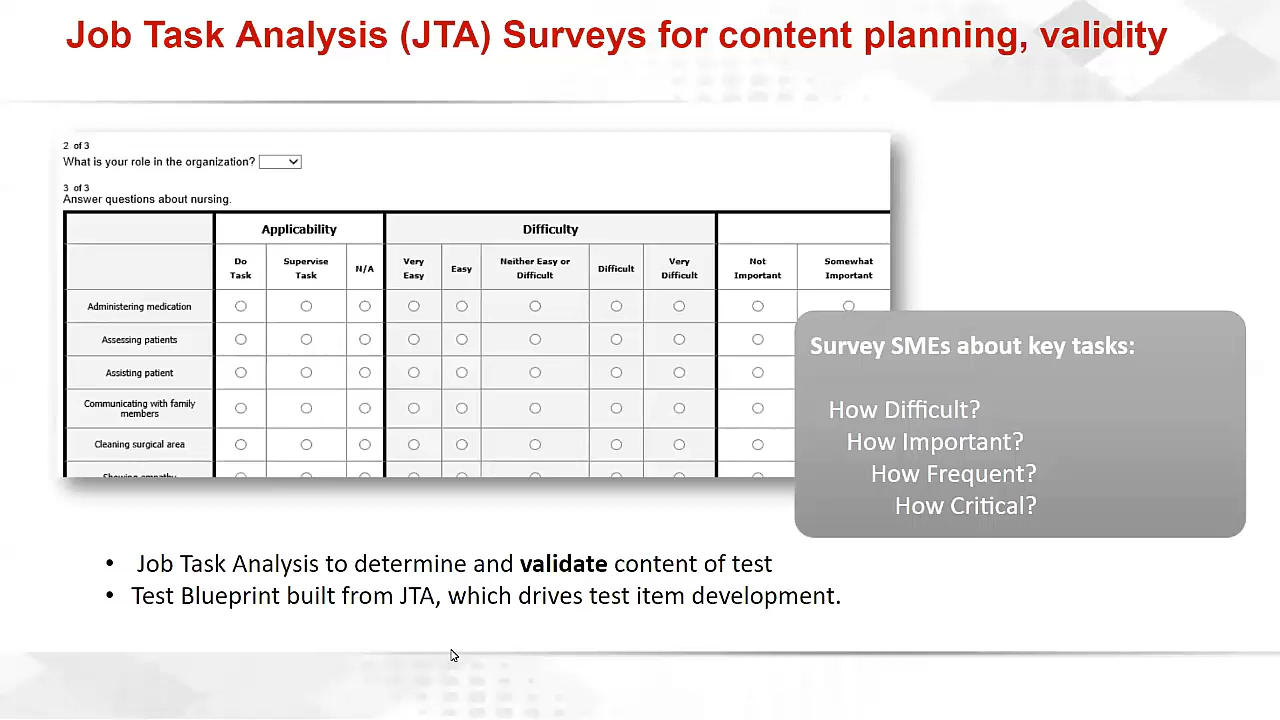 Job Task Analysis (JTA) Surveys for content planning, validity
2 of 3
What is your role in the organization?
3 of 3
Answer questions about nursing.
Applicability Difficulty
Do Task Supervise Task N/A Very Easy Easy Neither Easy or Difficult Difficult Very Difficult Not Important Somewhat Important
Administering medication
Assessing patients
Assisting patient
Communicating with family members
Cleaning surgical area
Showing empathy
Survey SMEs about key tasks:
How Difficult?
How Important?
How Frequent?
How Critical?
• Job Task Analysis to determine and validate content of test
• Test Blueprint built from JTA, which drives test item development.